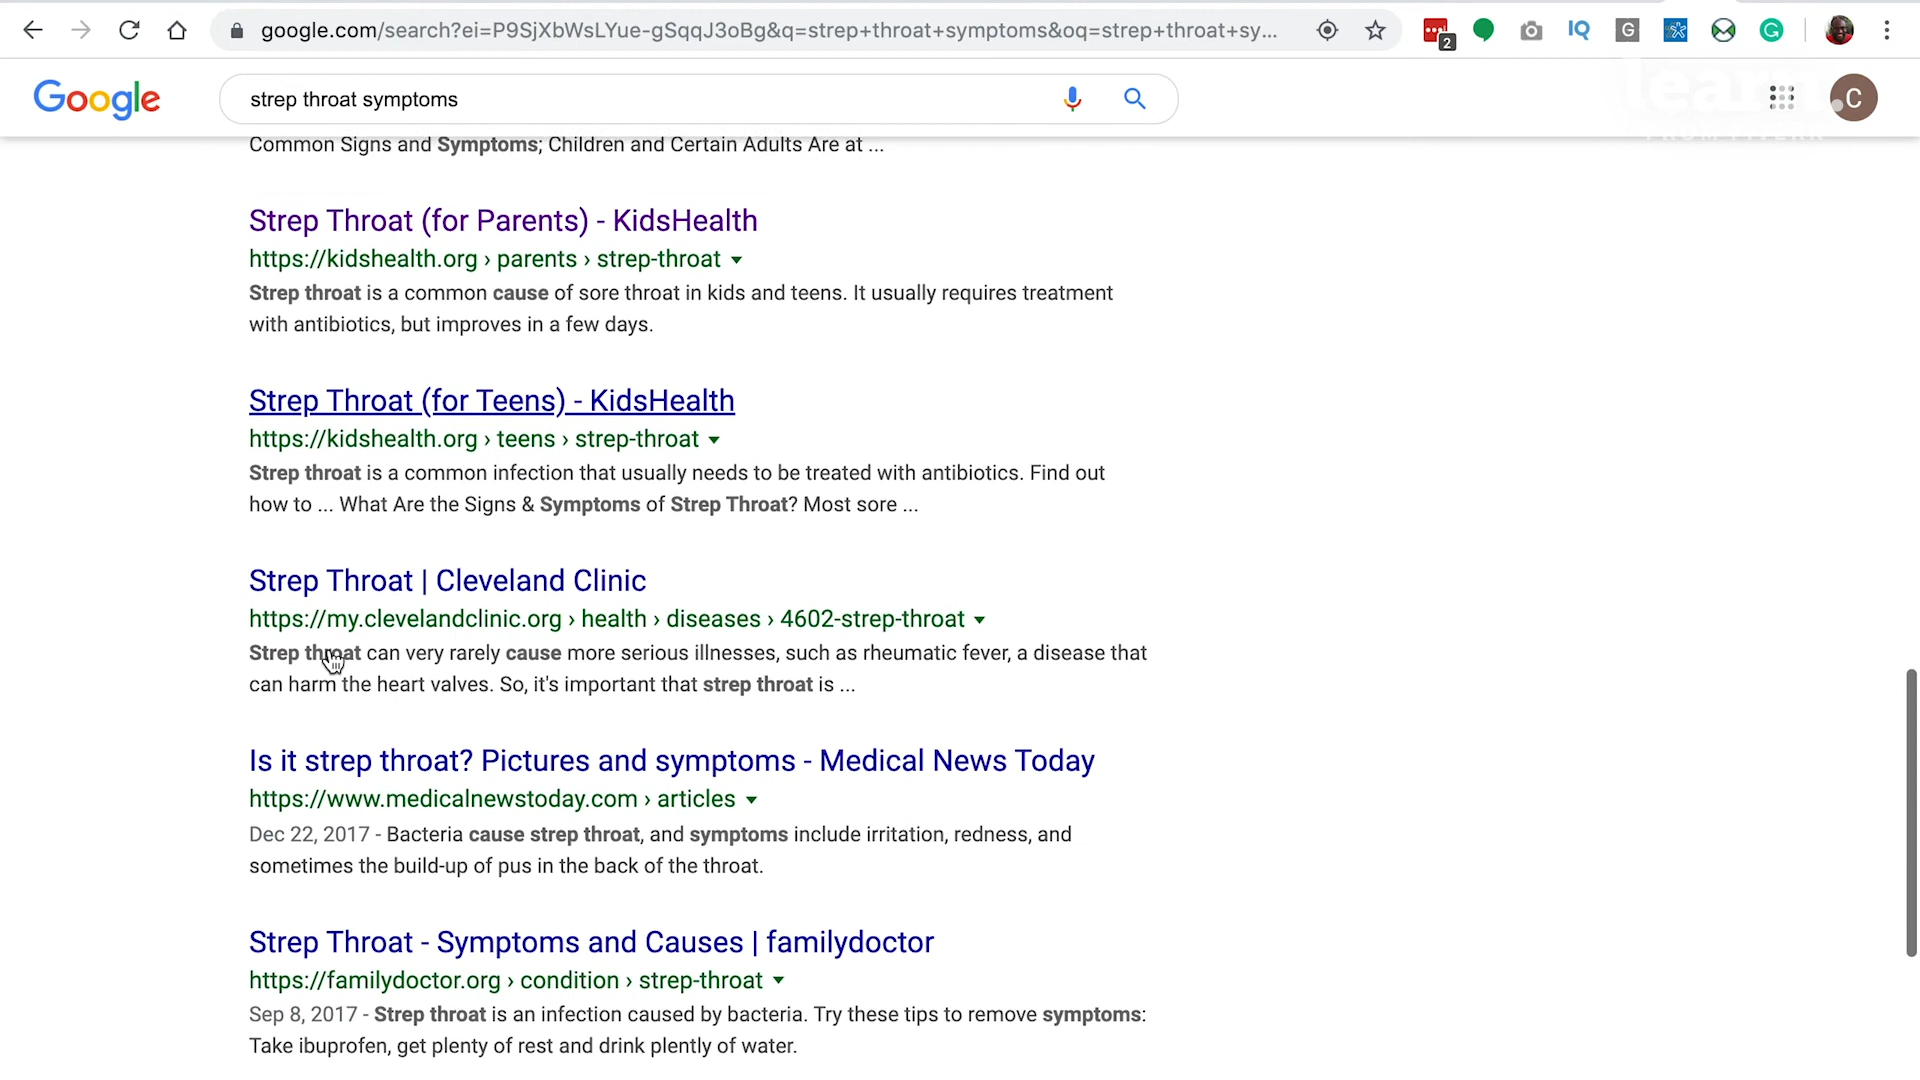 google.com/search?ei=P9SjXbWsLYue-gSqqJ3oBg&q=strep+throat+symptoms&oq=strep+throat+sy...
2
IQ
G
G
Google
strep throat symptoms
learn.
C
FROM FIVERR
Common Signs and Symptoms; Children and Certain Adults Are at ...
Strep Throat (for Parents) - KidsHealth
https://kidshealth.org › parents › strep-throat
Strep throat is a common cause of sore throat in kids and teens. It usually requires treatment
with antibiotics, but improves in a few days.
Strep Throat (for Teens) - KidsHealth
https://kidshealth.org › teens › strep-throat
Strep throat is a common infection that usually needs to be treated with antibiotics. Find out
how to ... What Are the Signs & Symptoms of Strep Throat? Most sore ...
Strep Throat | Cleveland Clinic
https://my.clevelandclinic.org › health › diseases › 4602-strep-throat
Strep throat can very rarely cause more serious illnesses, such as rheumatic fever, a disease that
can harm the heart valves. So, it's important that strep throat is ...
Is it strep throat? Pictures and symptoms - Medical News Today
https://www.medicalnewstoday.com › articles
Dec 22, 2017 - Bacteria cause strep throat, and symptoms include irritation, redness, and
sometimes the build-up of pus in the back of the throat.
Strep Throat - Symptoms and Causes | familydoctor
https://familydoctor.org › condition › strep-throat
Sep 8, 2017 - Strep throat is an infection caused by bacteria. Try these tips to remove symptoms:
Take ibuprofen, get plenty of rest and drink plently of water.